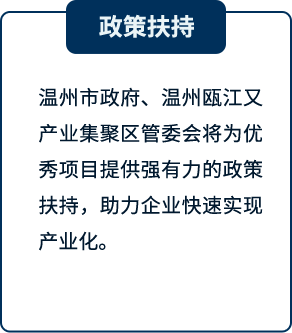 政策扶持
温州市政府、温州瓯江又
产业集聚区管委会将为优
秀项目提供强有力的政策
扶持，助力企业快速实现
产业化。